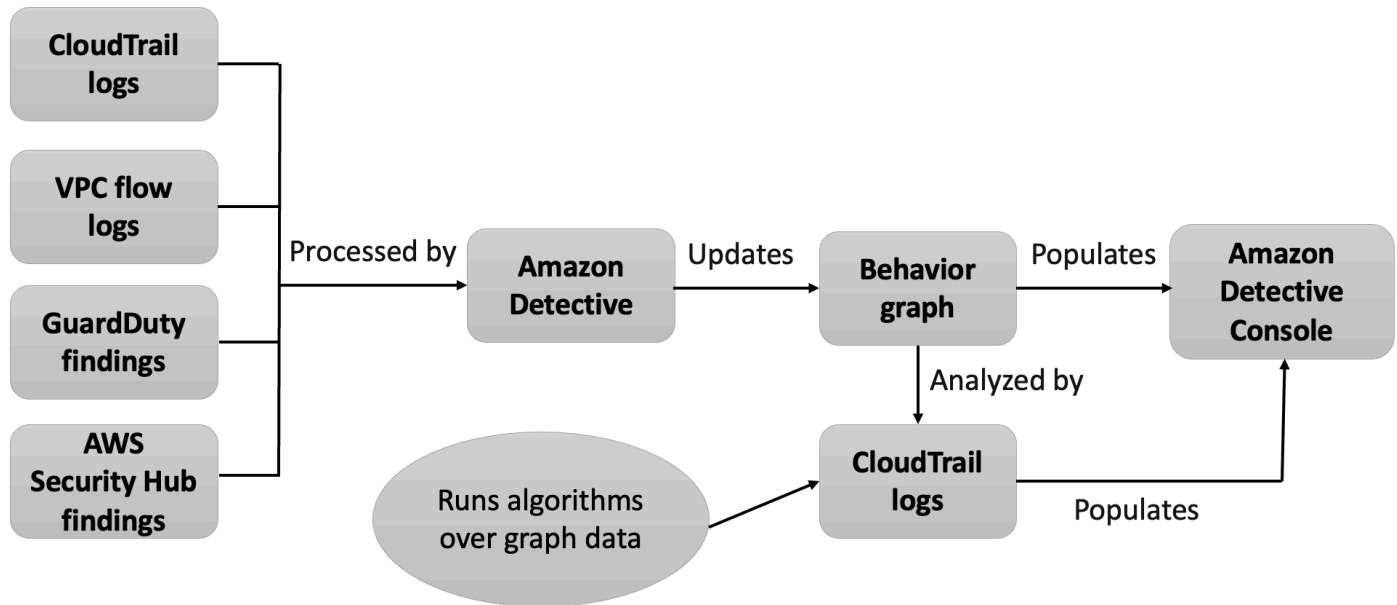 CloudTrail
logs
VPC flow
logs
GuardDuty
findings
AWS
Security Hub
findings
Processed by
Amazon
Detective
Updates
Behavior
graph
Populates
Amazon
Detective
Console
Analyzed by
CloudTrail
logs
Populates
Runs algorithms
over graph data